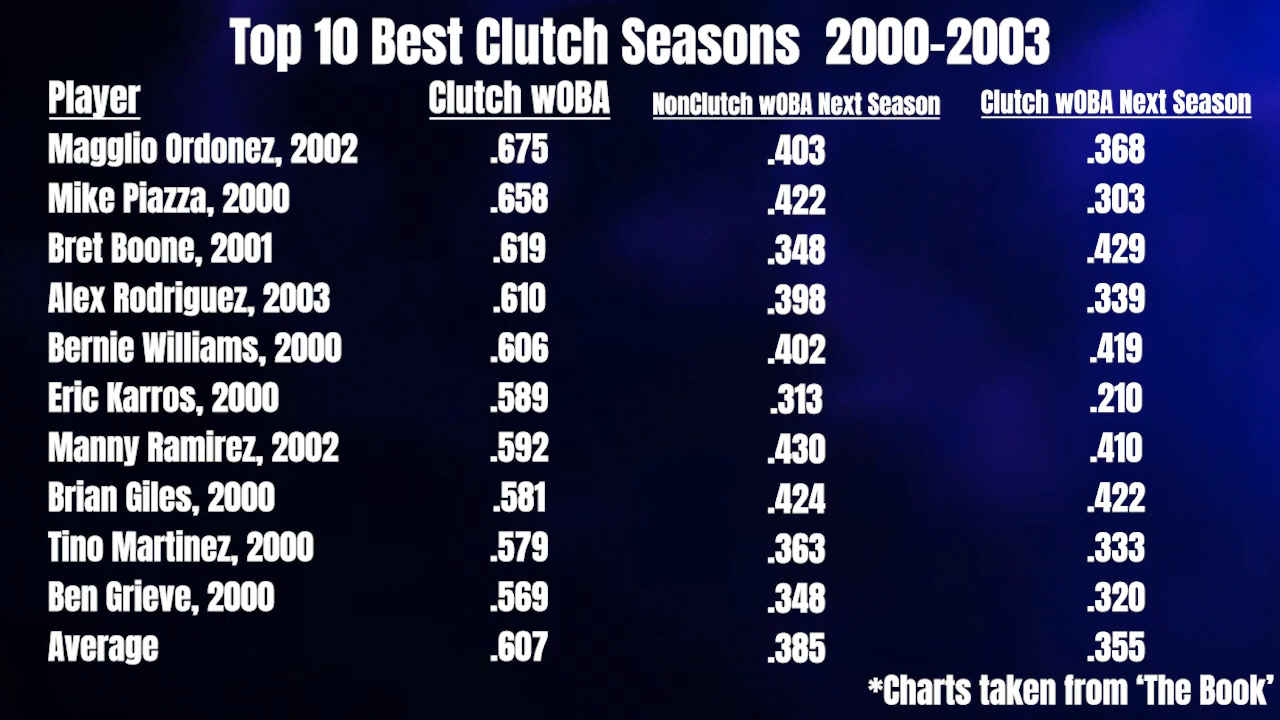 Top 10 Best Clutch Seasons 2000-2003
Player Clutch wOBA NonClutch wOBA Next Season Clutch wOBA Next Season
Magglio Ordonez, 2002 .675 .403 .368
Mike Piazza, 2000 .658 .422 .303
Bret Boone, 2001 .619 .348 .429
Alex Rodriguez, 2003 .610 .398 .339
Bernie Williams, 2000 .606 .402 .419
Eric Karros, 2000 .589 .313 .210
Manny Ramirez, 2002 .592 .430 .410
Brian Giles, 2000 .581 .424 .422
Tino Martinez, 2000 .579 .363 .333
Ben Grieve, 2000 .569 .348 .320
Average .607 .385 .355
*Charts taken from ‘The Book’